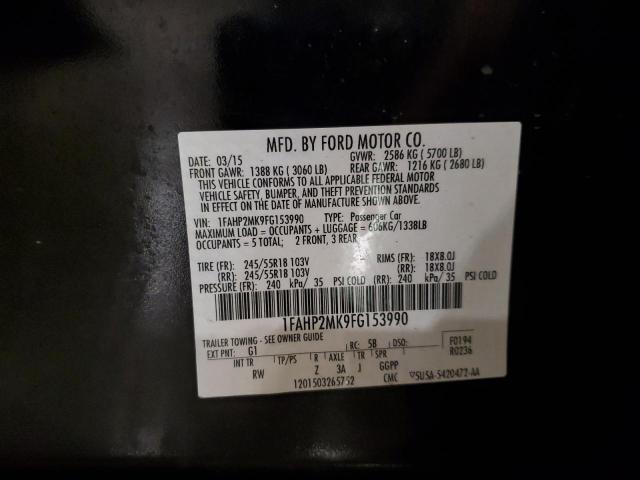 MFD. BY FORD MOTOR CO.
DATE: 03/15 GVWR: 2586 KG ( 5700 LB)
FRONT GAWR: 1388 KG ( 3060 LB) REAR GAWR: 1216 KG ( 2680 LB)
THIS VEHICLE CONFORMS TO ALL APPLICABLE FEDERAL MOTOR
VEHICLE SAFETY, BUMPER, AND THEFT PREVENTION STANDARDS
IN EFFECT ON THE DATE OF MANUFACTURE SHOWN ABOVE.
VIN: 1FAHP2MK9FG153990 TYPE: Passenger Car
MAXIMUM LOAD = OCCUPANTS + LUGGAGE = 606KG/1338LB
OCCUPANTS = 5 TOTAL; 2 FRONT, 3 REAR
TIRE (FR): 245/55R18 103V RIMS (FR): 18X8.0J
(RR): 245/55R18 103V (RR): 18X8.0J
PRESSURE (FR): 240 kPa/ 35 PSI COLD (RR): 240 kPa/ 35 PSI COLD
1FAHP2MK9FG153990
TRAILER TOWING - SEE OWNER GUIDE
EXT PNT: G1 RC: 5B DSO: F0194
INT TR TP/PS R AXLE TR SPR R0236
RW Z 3A J GGPP
1201503265752 CMC ▽5USA-5420472-AA